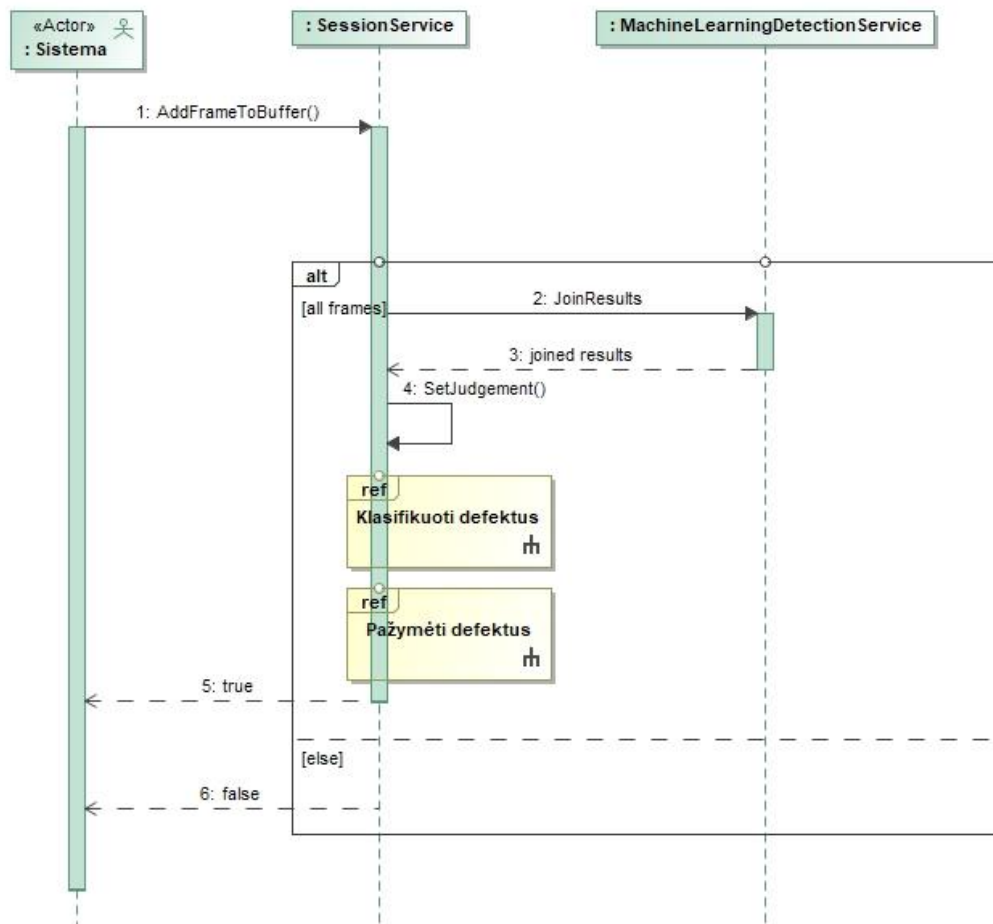 «Actor»
: Sistema
: SessionService
: MachineLearningDetectionService
1: AddFrameToBuffer()
alt
[all frames]
2: JoinResults
3: joined results
4: SetJudgement()
ref
Klasifikuoti defektus
ref
Pažymėti defektus
5: true
[else]
6: false